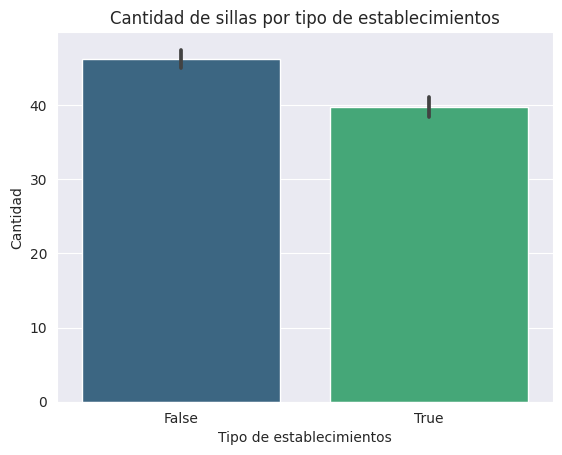 Cantidad de sillas por tipo de establecimientos
Cantidad
40
30
20
10
0
False
True
Tipo de establecimientos